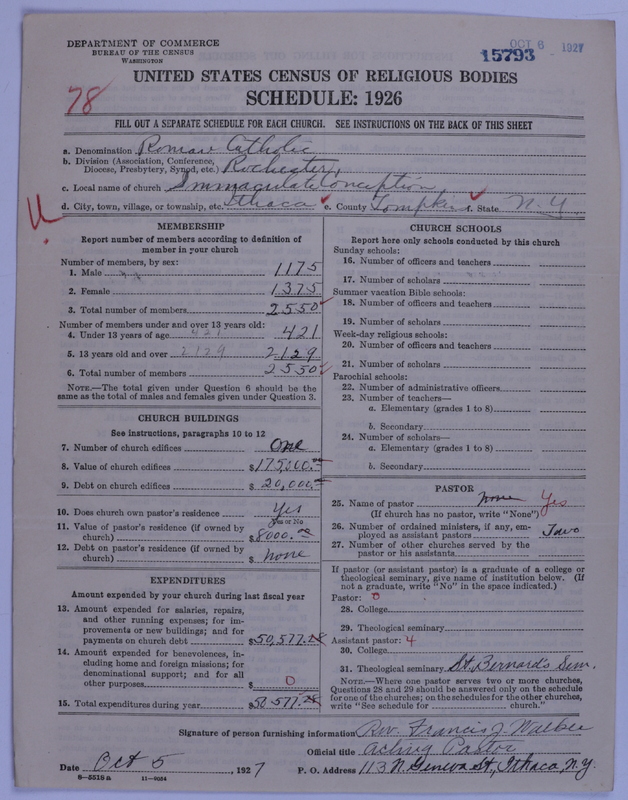 DEPARTMENT OF COMMERCE
BUREAU OF THE CENSUS
WASHINGTON
OCT 8 1927
15793
UNITED STATES CENSUS OF RELIGIOUS BODIES
78
SCHEDULE: 1926
FILL OUT A SEPARATE SCHEDULE FOR EACH CHURCH. SEE INSTRUCTIONS ON THE BACK OF THIS SHEET
a. Denomination Roman Catholic
b. Division (Association, Conference, Diocese, Presbytery, Synod, etc.) Rochester,
c. Local name of church Immaculate Conception,
d. City, town, village, or township, etc. Ithaca e. County Tompkins f. State N.Y.
MEMBERSHIP
Report number of members according to definition of
member in your church
Number of members, by sex:
1. Male 1175
2. Female 1375
3. Total number of members 2550
Number of members under and over 13 years old:
4. Under 13 years of age 421 421
5. 13 years old and over 2129 2129
6. Total number of members 2550
NOTE.—The total given under Question 6 should be the
same as the total of males and females given under Question 3.
CHURCH BUILDINGS
See instructions, paragraphs 10 to 12
7. Number of church edifices One
8. Value of church edifices $175,000.00
9. Debt on church edifices $20,000.00
10. Does church own pastor's residence Yes
Yes or No
11. Value of pastor's residence (if owned by
church) $8000.00
12. Debt on pastor's residence (if owned by
church) $ none
EXPENDITURES
Amount expended by your church during last fiscal year
13. Amount expended for salaries, repairs,
and other running expenses; for im-
provements or new buildings; and for
payments on church debt $50,577.28
14. Amount expended for benevolences, in-
cluding home and foreign missions; for
denominational support; and for all
other purposes $ 0
15. Total expenditures during year $50577.28
CHURCH SCHOOLS
Report here only schools conducted by this church
Sunday schools:
16. Number of officers and teachers
17. Number of scholars
Summer vacation Bible schools:
18. Number of officers and teachers
19. Number of scholars
Week-day religious schools:
20. Number of officers and teachers
21. Number of scholars
Parochial schools:
22. Number of administrative officers
23. Number of teachers—
a. Elementary (grades 1 to 8)
b. Secondary
24. Number of scholars—
a. Elementary (grades 1 to 8)
b. Secondary
PASTOR
25. Name of pastor none Yes
(If church has no pastor, write "None")
26. Number of ordained ministers, if any, em-
ployed as assistant pastors Two
27. Number of other churches served by the
pastor or his assistants
If pastor (or assistant pastor) is a graduate of a college or
theological seminary, give name of institution below. (If
not a graduate, write "No" in the space indicated.)
Pastor: 0
28. College
29. Theological seminary
Assistant pastor: 4
30. College
31. Theological seminary St. Bernard's Sem.
NOTE.—Where one pastor serves two or more churches,
Questions 28 and 29 should be answered only on the schedule
for one of the churches; on the schedules for the other churches,
write "See schedule for church."
Signature of person furnishing information Rev. Francis J. Walker
Official title Acting Pastor
Date Oct 5, 1927 P. O. Address 113 N. Geneva St., Ithaca, N.Y.
8—5518 a 11—9054